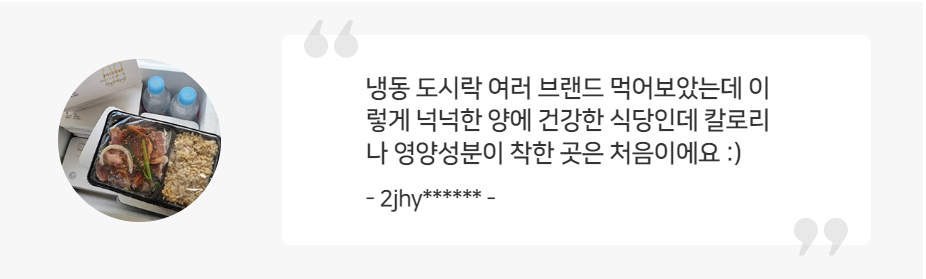 냉동 도시락 여러 브랜드 먹어보았는데 이
렇게 넉넉한 양에 건강한 식당인데 칼로리
나 영양성분이 착한 곳은 처음이에요 :)
- 2jhy****** -